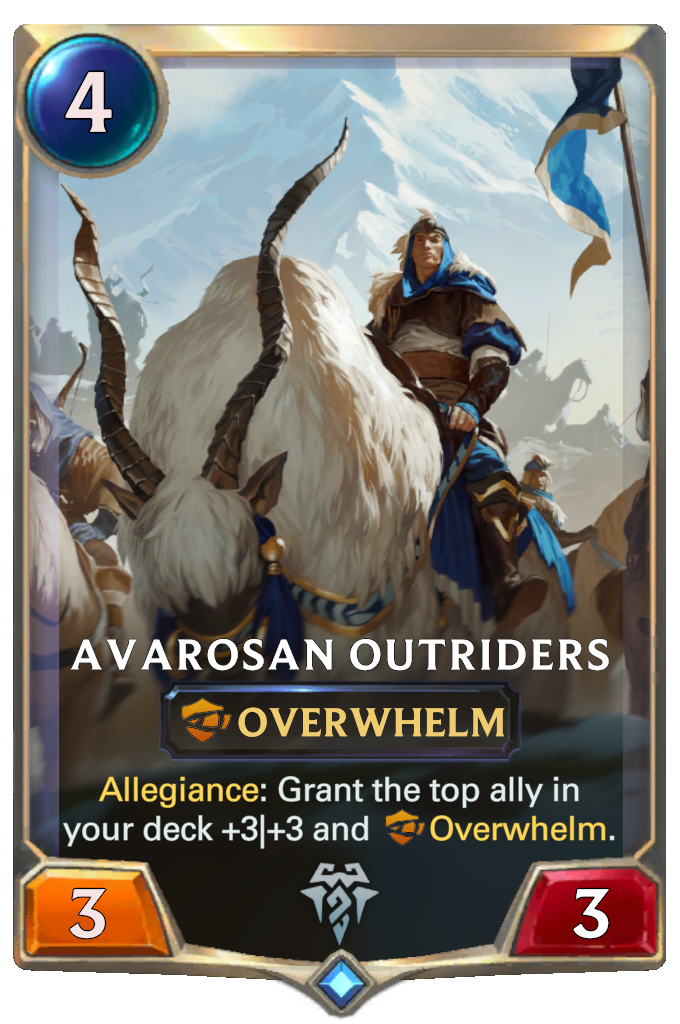 4
AVAROSAN OUTRIDERS
OVERWHELM
Allegiance: Grant the top ally in
your deck +3|+3 and Overwhelm.
3 3